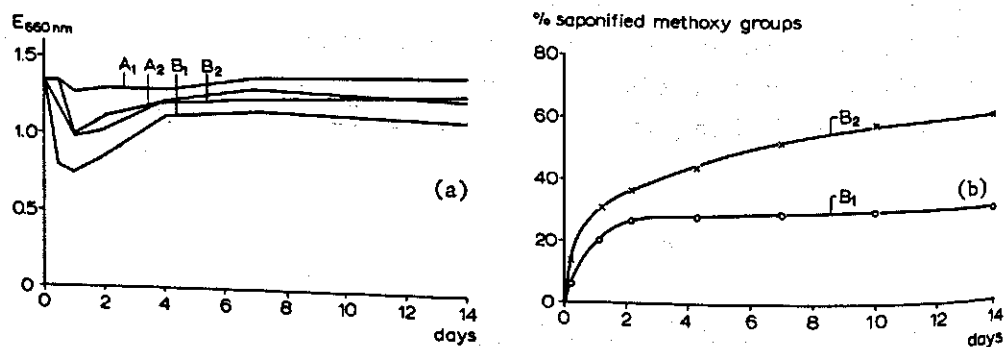 E660nm
1.5
1.0
0.5
0
A1 A2 B1 B2
(a)
0 2 4 6 8 10 12 14
days
% saponified methoxy groups
80
60
40
20
0
B2
B1
(b)
0 2 4 6 8 10 12 14
days